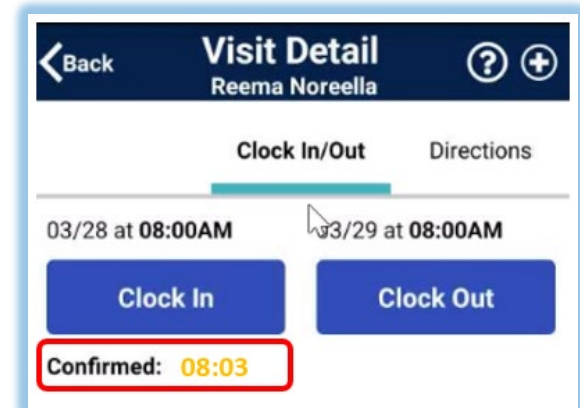 Back
Visit Detail
Reema Noreella
Clock In/Out
Directions
03/28 at 08:00AM
3/29 at 08:00AM
Clock In
Clock Out
Confirmed: 08:03